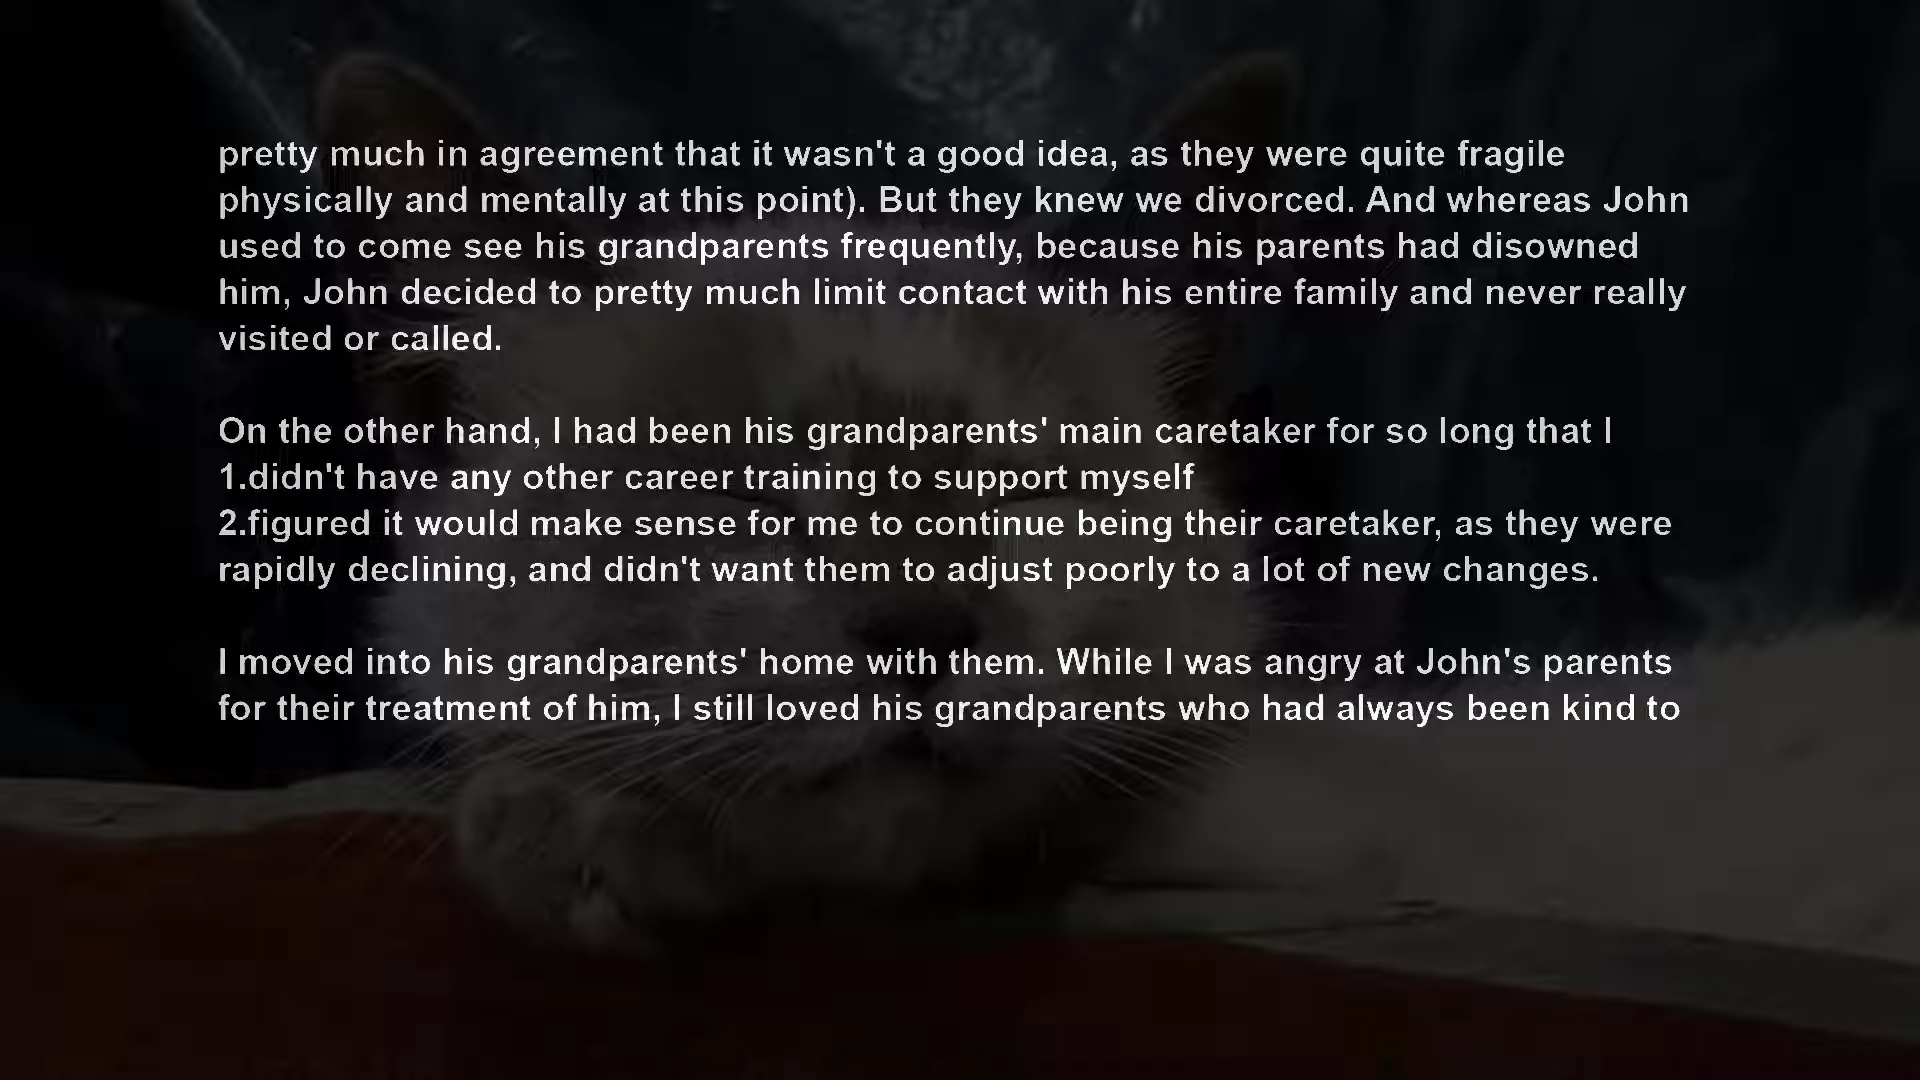 pretty much in agreement that it wasn't a good idea, as they were quite fragile
physically and mentally at this point). But they knew we divorced. And whereas John
used to come see his grandparents frequently, because his parents had disowned
him, John decided to pretty much limit contact with his entire family and never really
visited or called.
On the other hand, I had been his grandparents' main caretaker for so long that I
1.didn't have any other career training to support myself
2.figured it would make sense for me to continue being their caretaker, as they were
rapidly declining, and didn't want them to adjust poorly to a lot of new changes.
I moved into his grandparents' home with them. While I was angry at John's parents
for their treatment of him, I still loved his grandparents who had always been kind to